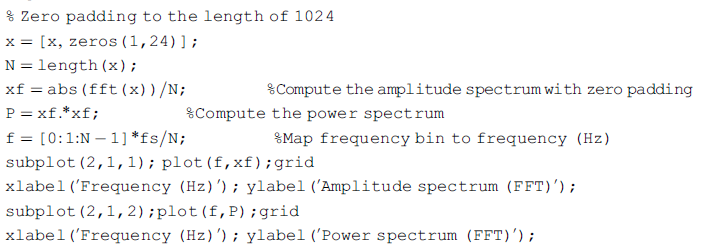 % Zero padding to the length of 1024
x = [x, zeros(1,24)];
N = length(x);
xf = abs(fft(x))/N; %Compute the amplitude spectrum with zero padding
P = xf.*xf; %Compute the power spectrum
f = [0:1:N – 1]*fs/N; %Map frequency bin to frequency (Hz)
subplot(2,1,1); plot(f,xf);grid
xlabel('Frequency (Hz)'); ylabel('Amplitude spectrum (FFT)');
subplot(2,1,2);plot(f,P);grid
xlabel('Frequency (Hz)'); ylabel('Power spectrum (FFT)');